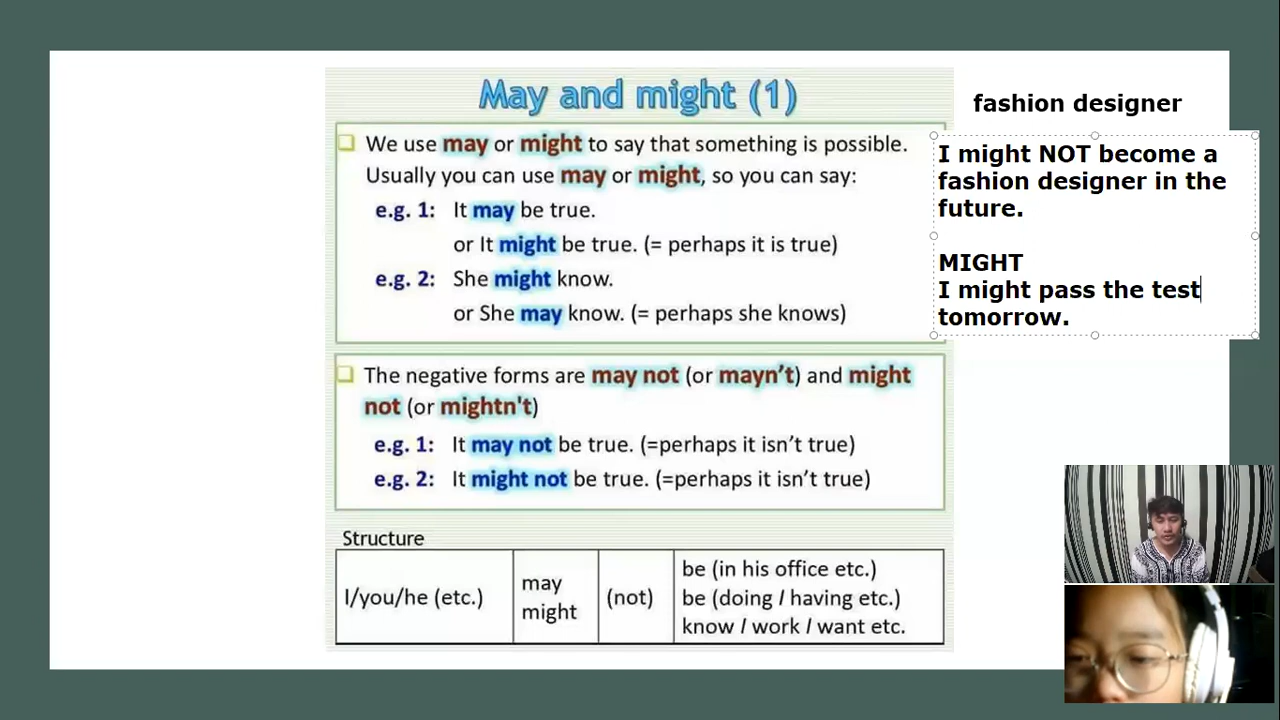 May and might (1)
We use may or might to say that something is possible.
Usually you can use may or might, so you can say:
e.g. 1: It may be true.
or It might be true. (= perhaps it is true)
e.g. 2: She might know.
or She may know. (= perhaps she knows)
The negative forms are may not (or mayn't) and might
not (or mightn't)
e.g. 1: It may not be true. (=perhaps it isn't true)
e.g. 2: It might not be true. (=perhaps it isn't true)
Structure
I/you/he (etc.)
may
might
(not)
be (in his office etc.)
be (doing / having etc.)
know / work / want etc.
fashion designer
I might NOT become a
fashion designer in the
future.
MIGHT
I might pass the test
tomorrow.